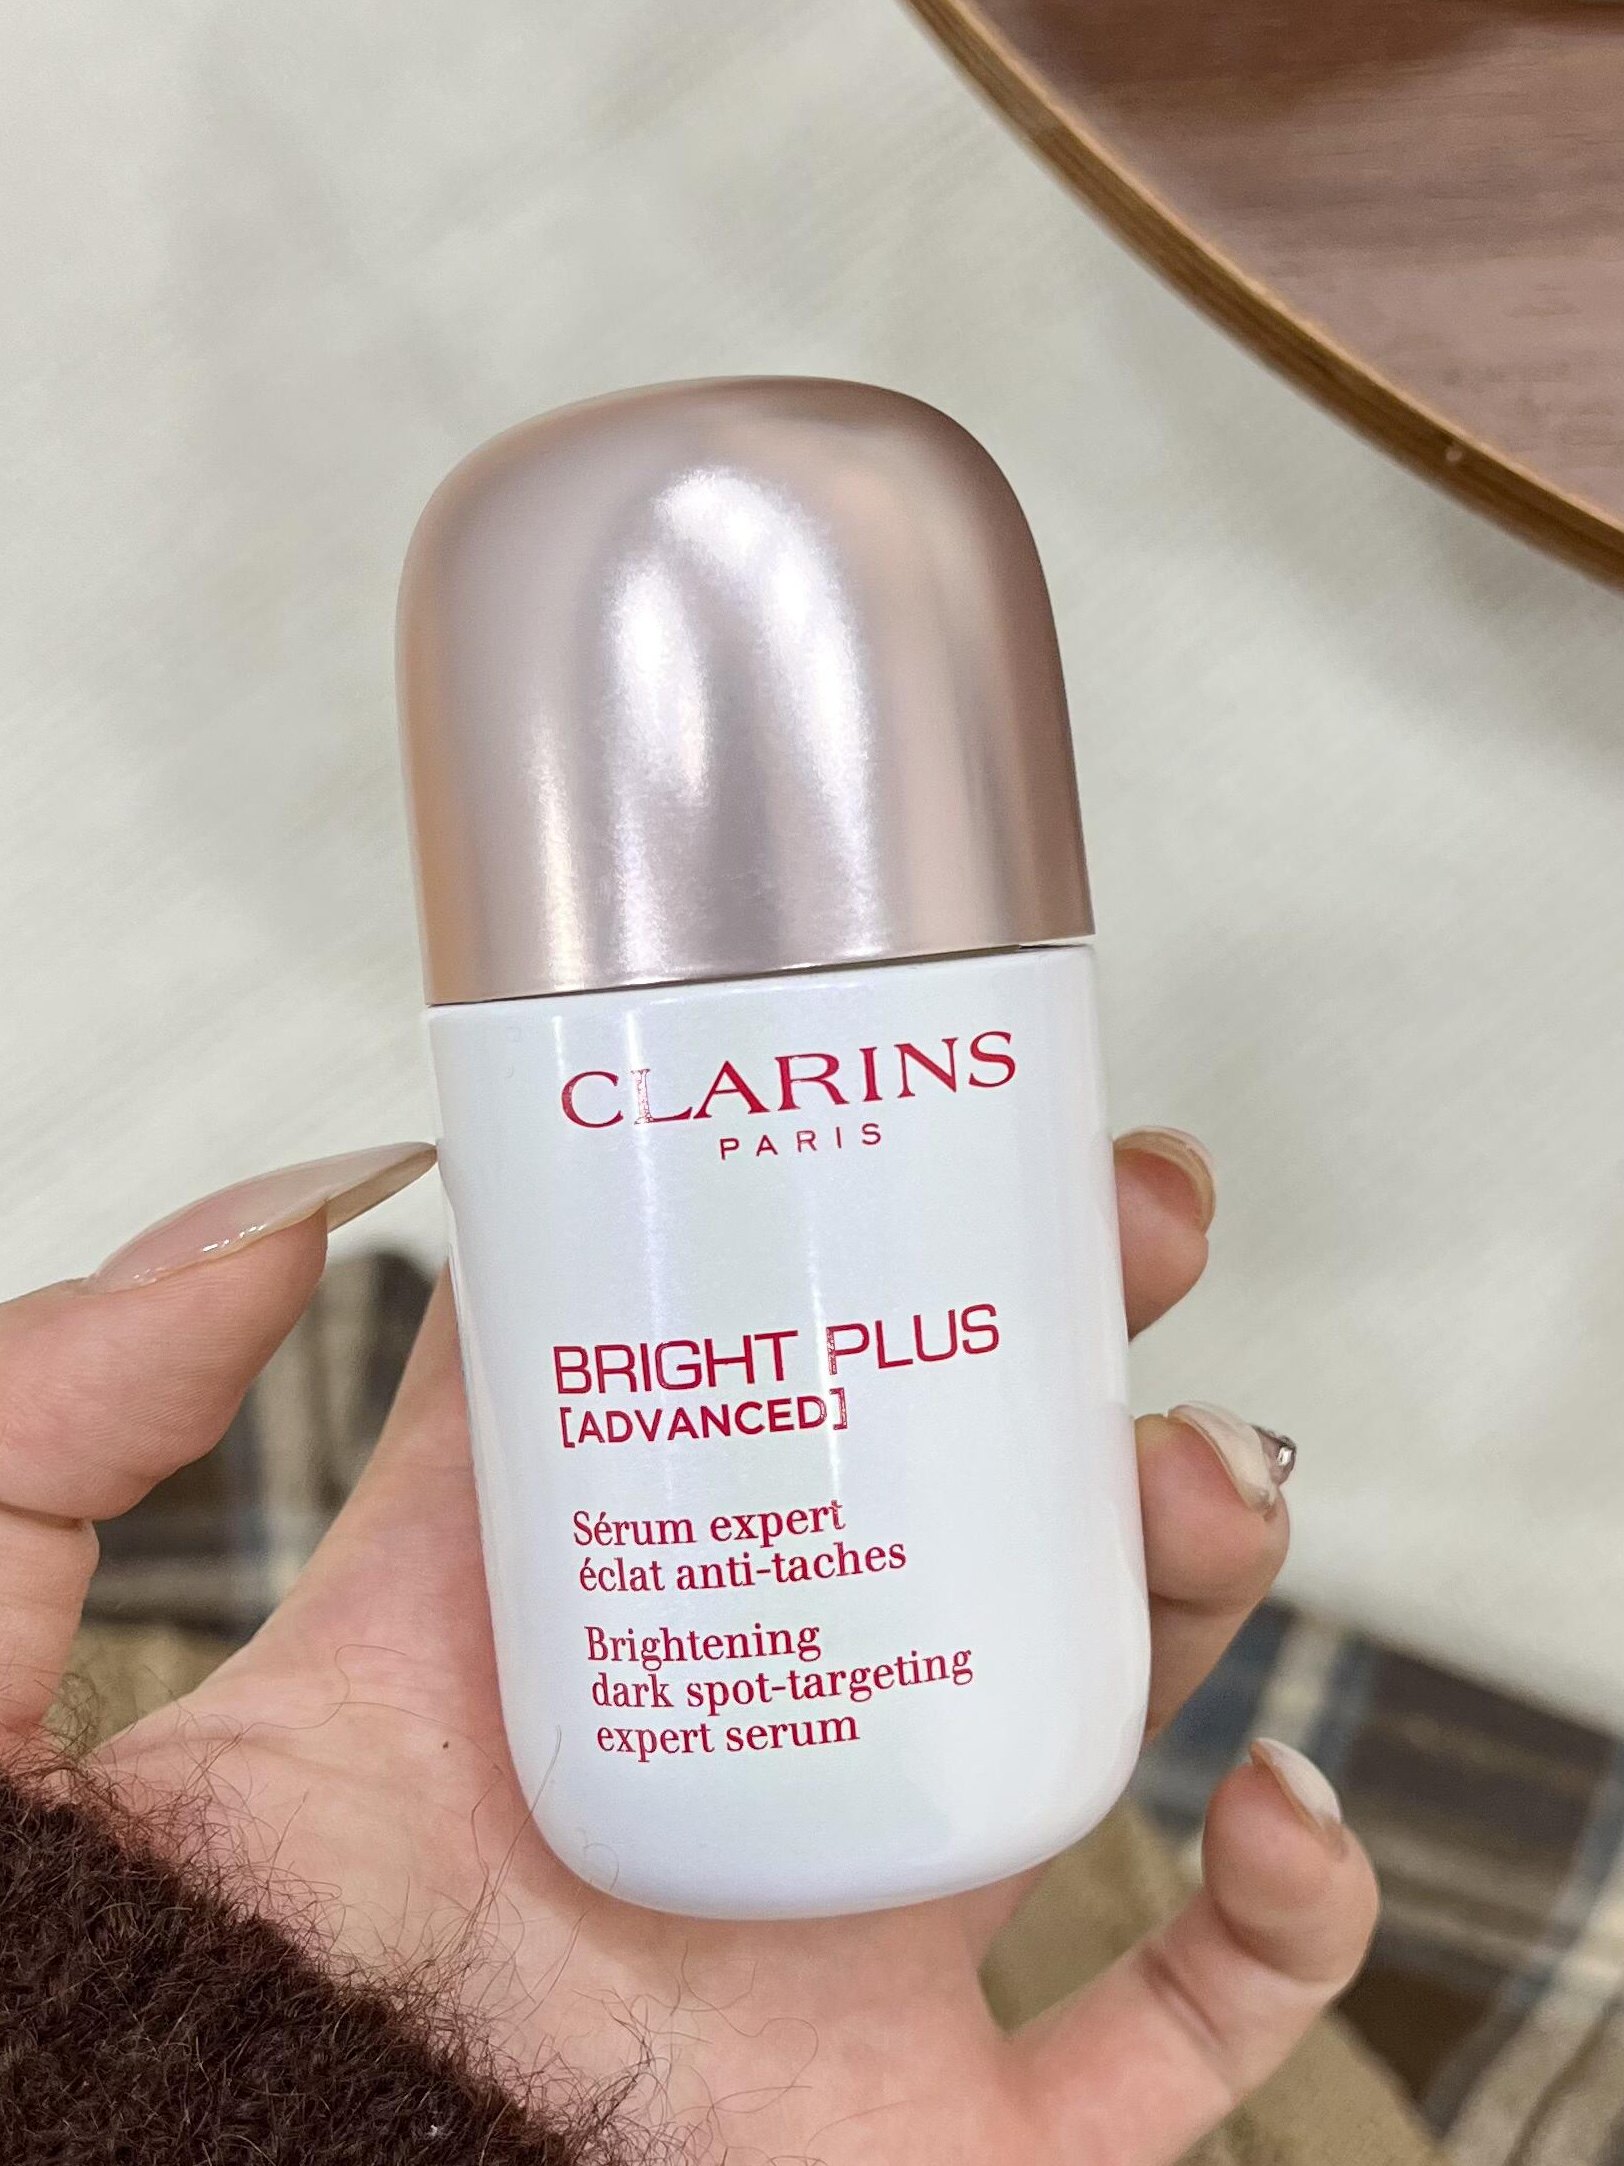 CLARINS
PARIS
BRIGHT PLUS
[ADVANCED]
Sérum expert
éclat anti-taches
Brightening
dark spot-targeting
expert serum